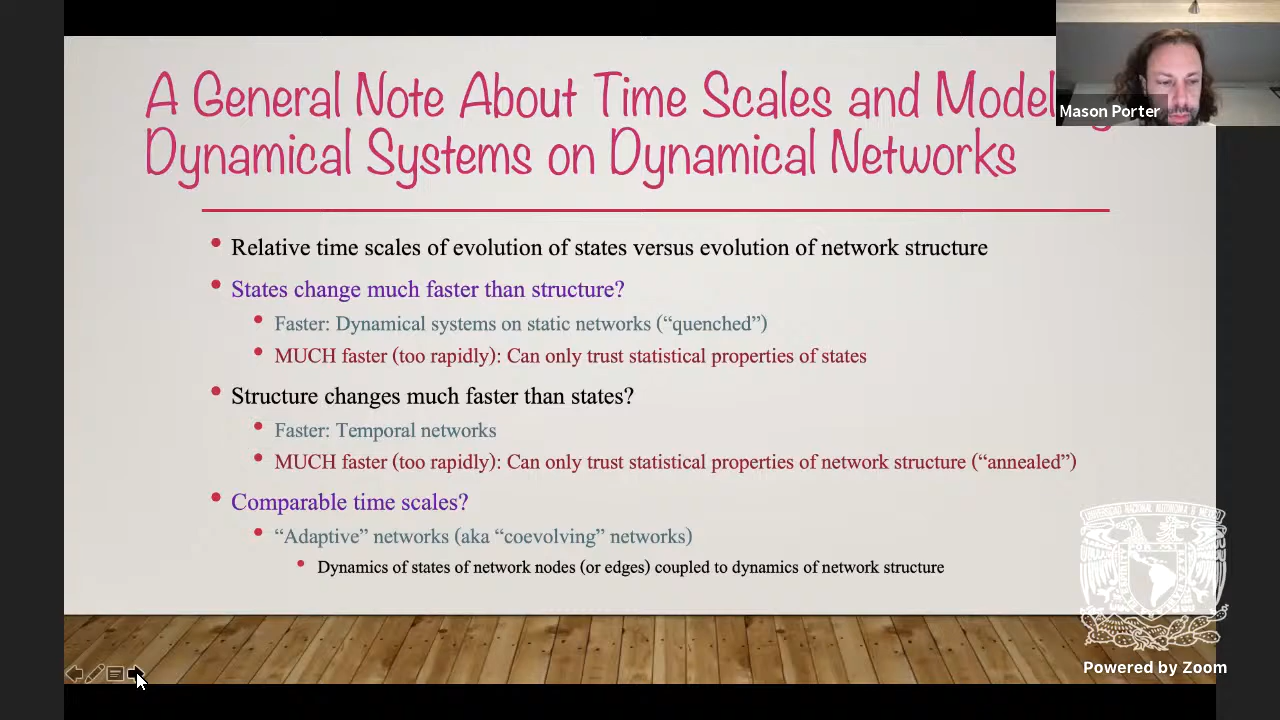 A General Note About Time Scales and Model
Dynamical Systems on Dynamical Networks
Mason Porter
• Relative time scales of evolution of states versus evolution of network structure
• States change much faster than structure?
• Faster: Dynamical systems on static networks (“quenched”)
• MUCH faster (too rapidly): Can only trust statistical properties of states
• Structure changes much faster than states?
• Faster: Temporal networks
• MUCH faster (too rapidly): Can only trust statistical properties of network structure (“annealed”)
• Comparable time scales?
• “Adaptive” networks (aka “coevolving” networks)
• Dynamics of states of network nodes (or edges) coupled to dynamics of network structure
Powered by Zoom